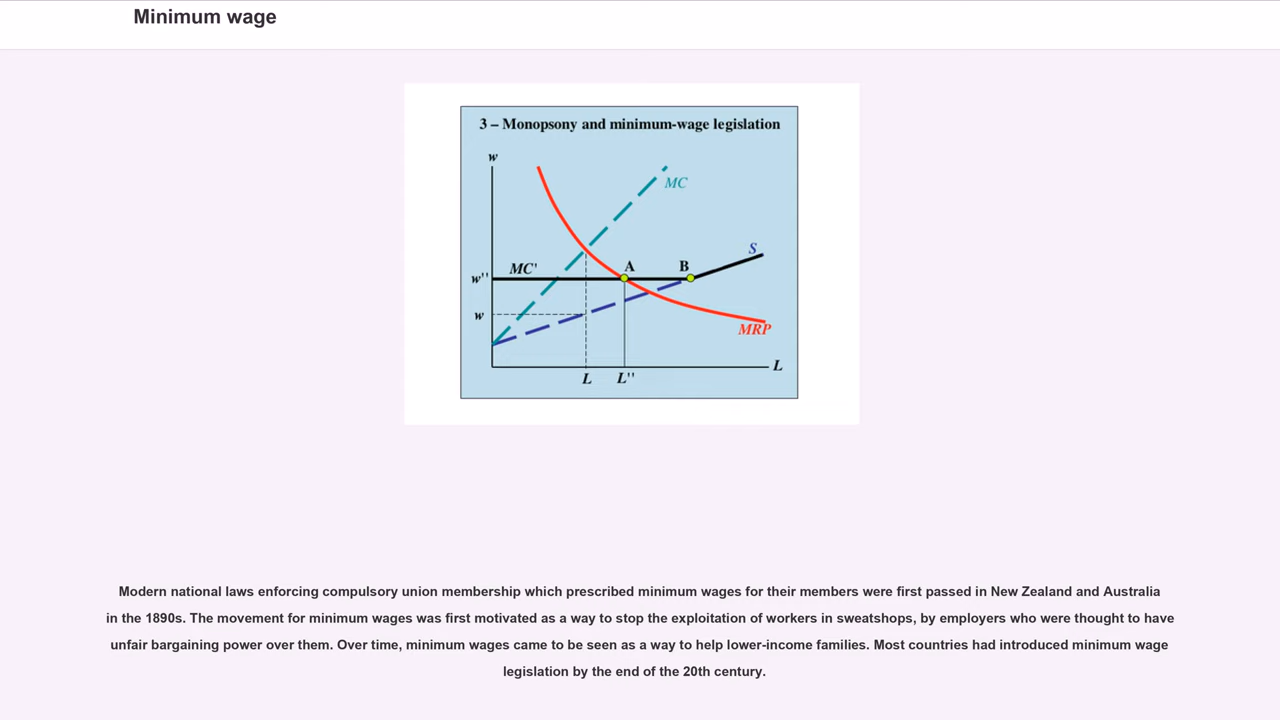 Minimum wage
3 – Monopsony and minimum-wage legislation
w
MC
S
MC'
A
B
w''
w
MRP
L
L
L''
Modern national laws enforcing compulsory union membership which prescribed minimum wages for their members were first passed in New Zealand and Australia
in the 1890s. The movement for minimum wages was first motivated as a way to stop the exploitation of workers in sweatshops, by employers who were thought to have
unfair bargaining power over them. Over time, minimum wages came to be seen as a way to help lower-income families. Most countries had introduced minimum wage
legislation by the end of the 20th century.